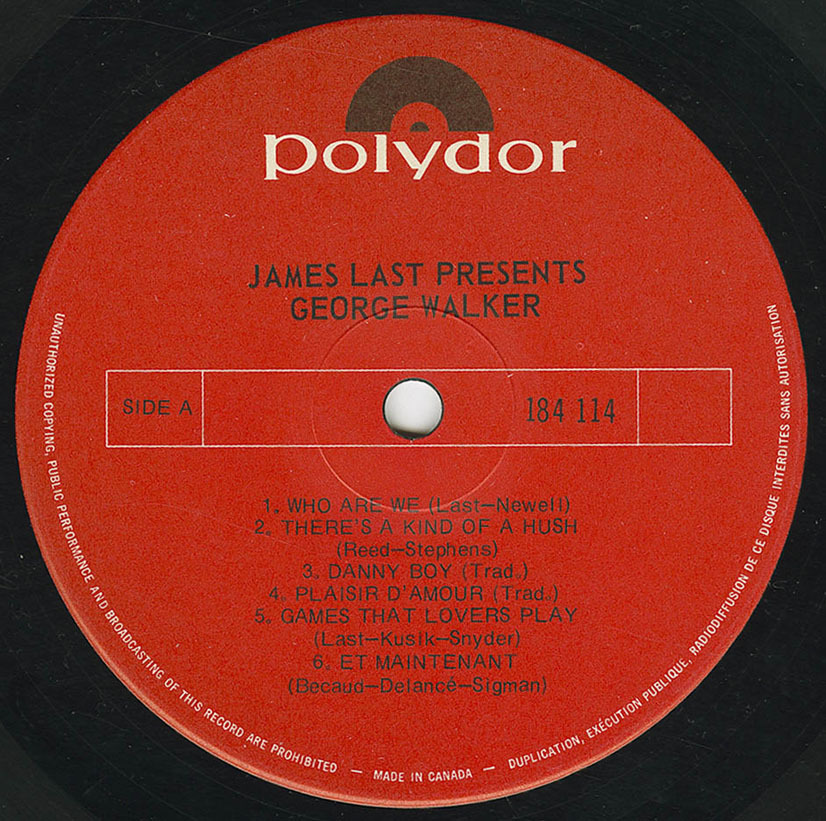 polydor
JAMES LAST PRESENTS
GEORGE WALKER
SIDE A
184 114
1. WHO ARE WE (Last—Newell)
2. THERE'S A KIND OF A HUSH
(Reed—Stephens)
3. DANNY BOY (Trad.)
4. PLAISIR D'AMOUR (Trad.)
5. GAMES THAT LOVERS PLAY
(Last—Kusik—Snyder)
6. ET MAINTENANT
(Becaud—Delancé—Sigman)
UNAUTHORIZED COPYING, PUBLIC PERFORMANCE AND BROADCASTING OF THIS RECORD ARE PROHIBITED — MADE IN CANADA — DUPLICATION, EXÉCUTION PUBLIQUE, RADIODIFFUSION DE CE DISQUE INTERDITES SANS AUTORISATION